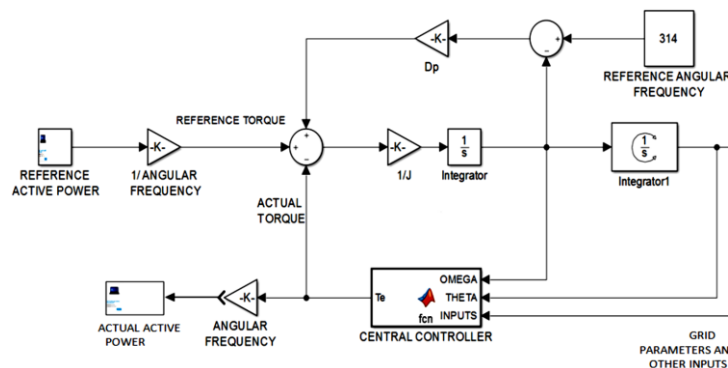 -K-
Dp
+
−
314
REFERENCE ANGULAR
FREQUENCY
REFERENCE TORQUE
-K-
+
+
−
-K-
1
s
1
s
REFERENCE
ACTIVE POWER
1/ ANGULAR
FREQUENCY
1/J
Integrator
Integrator1
ACTUAL
TORQUE
OMEGA
Te
THETA
fcn
INPUTS
-K-
ACTUAL ACTIVE
POWER
ANGULAR
FREQUENCY
CENTRAL CONTROLLER
GRID
PARAMETERS AN
OTHER INPUTS